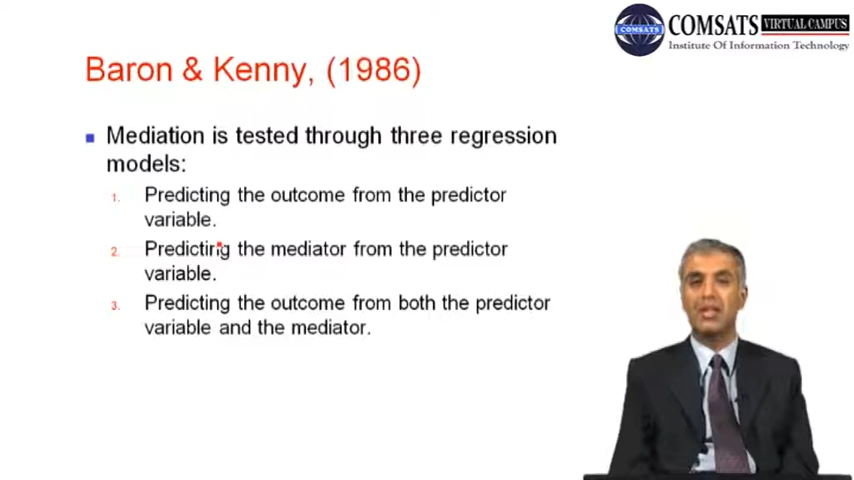 COMSATS VIRTUAL CAMPUS
Institute Of Information Technology
COMSATS
Baron & Kenny, (1986)
Mediation is tested through three regression
models:
1. Predicting the outcome from the predictor
variable.
2. Predicting the mediator from the predictor
variable.
3. Predicting the outcome from both the predictor
variable and the mediator.